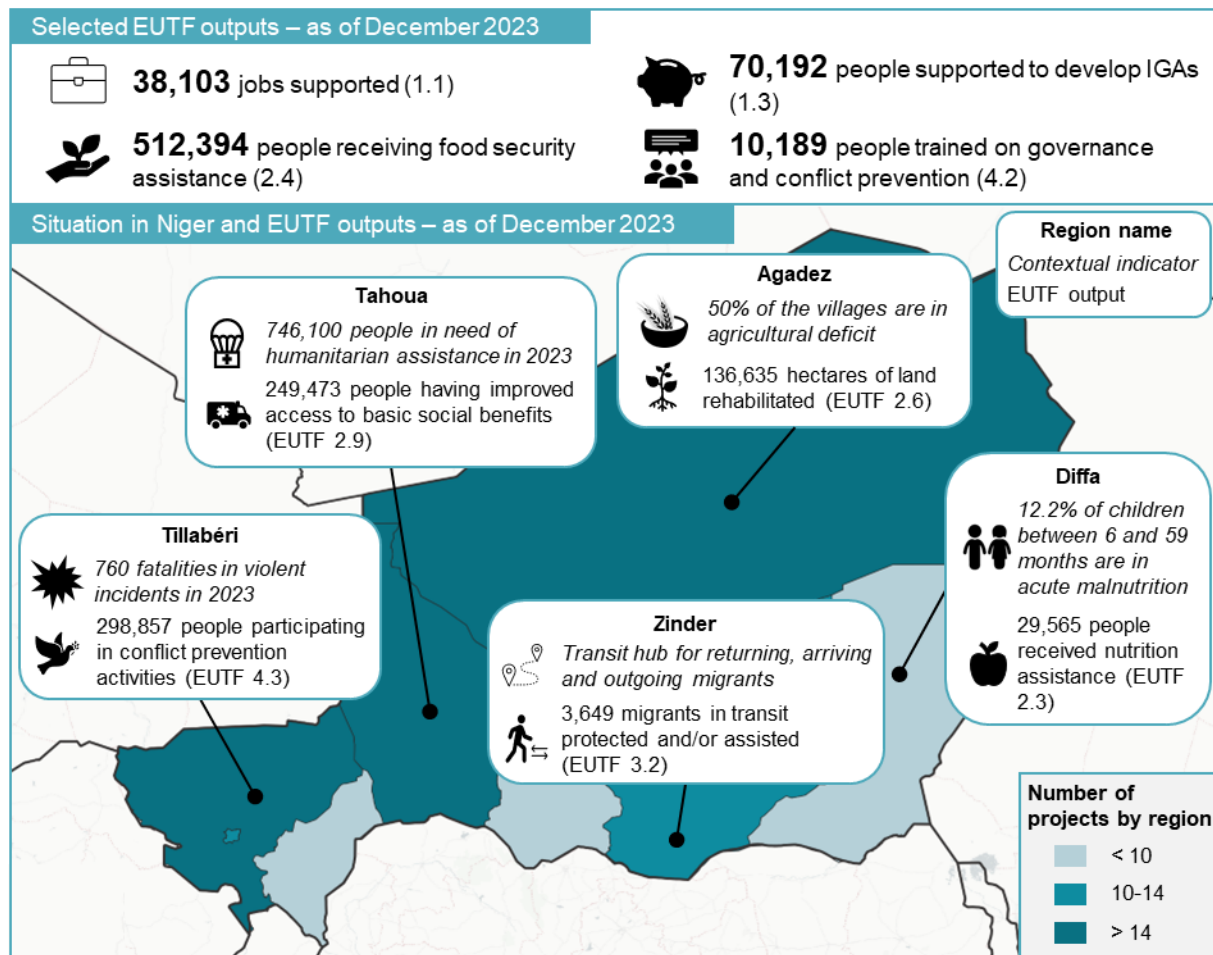 Selected EUTF outputs – as of December 2023
38,103 jobs supported (1.1)
70,192 people supported to develop IGAs
(1.3)
512,394 people receiving food security
assistance (2.4)
10,189 people trained on governance
and conflict prevention (4.2)
Situation in Niger and EUTF outputs – as of December 2023
Region name
Contextual indicator
EUTF output
Tahoua
746,100 people in need of
humanitarian assistance in 2023
249,473 people having improved
access to basic social benefits
(EUTF 2.9)
Agadez
50% of the villages are in
agricultural deficit
136,635 hectares of land
rehabilitated (EUTF 2.6)
Diffa
12.2% of children
between 6 and 59
months are in
acute malnutrition
29,565 people
received nutrition
assistance (EUTF
2.3)
Tillabéri
760 fatalities in violent
incidents in 2023
298,857 people participating
in conflict prevention
activities (EUTF 4.3)
Zinder
Transit hub for returning, arriving
and outgoing migrants
3,649 migrants in transit
protected and/or assisted
(EUTF 3.2)
Number of
projects by region
< 10
10-14
> 14